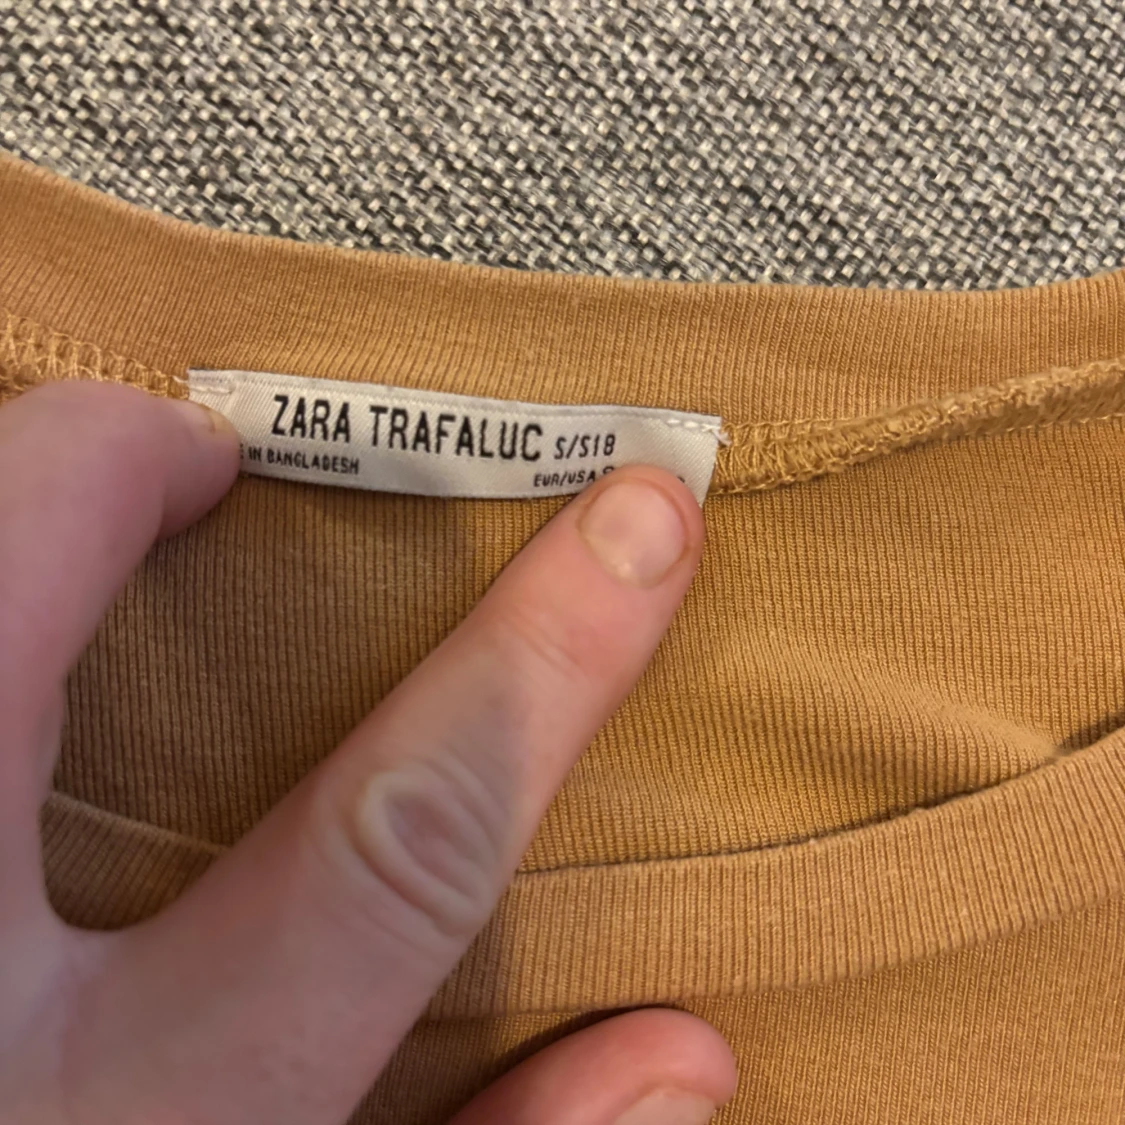 ZARA TRAFALUC S/S18
IN BANGLADESH
EUR/USA